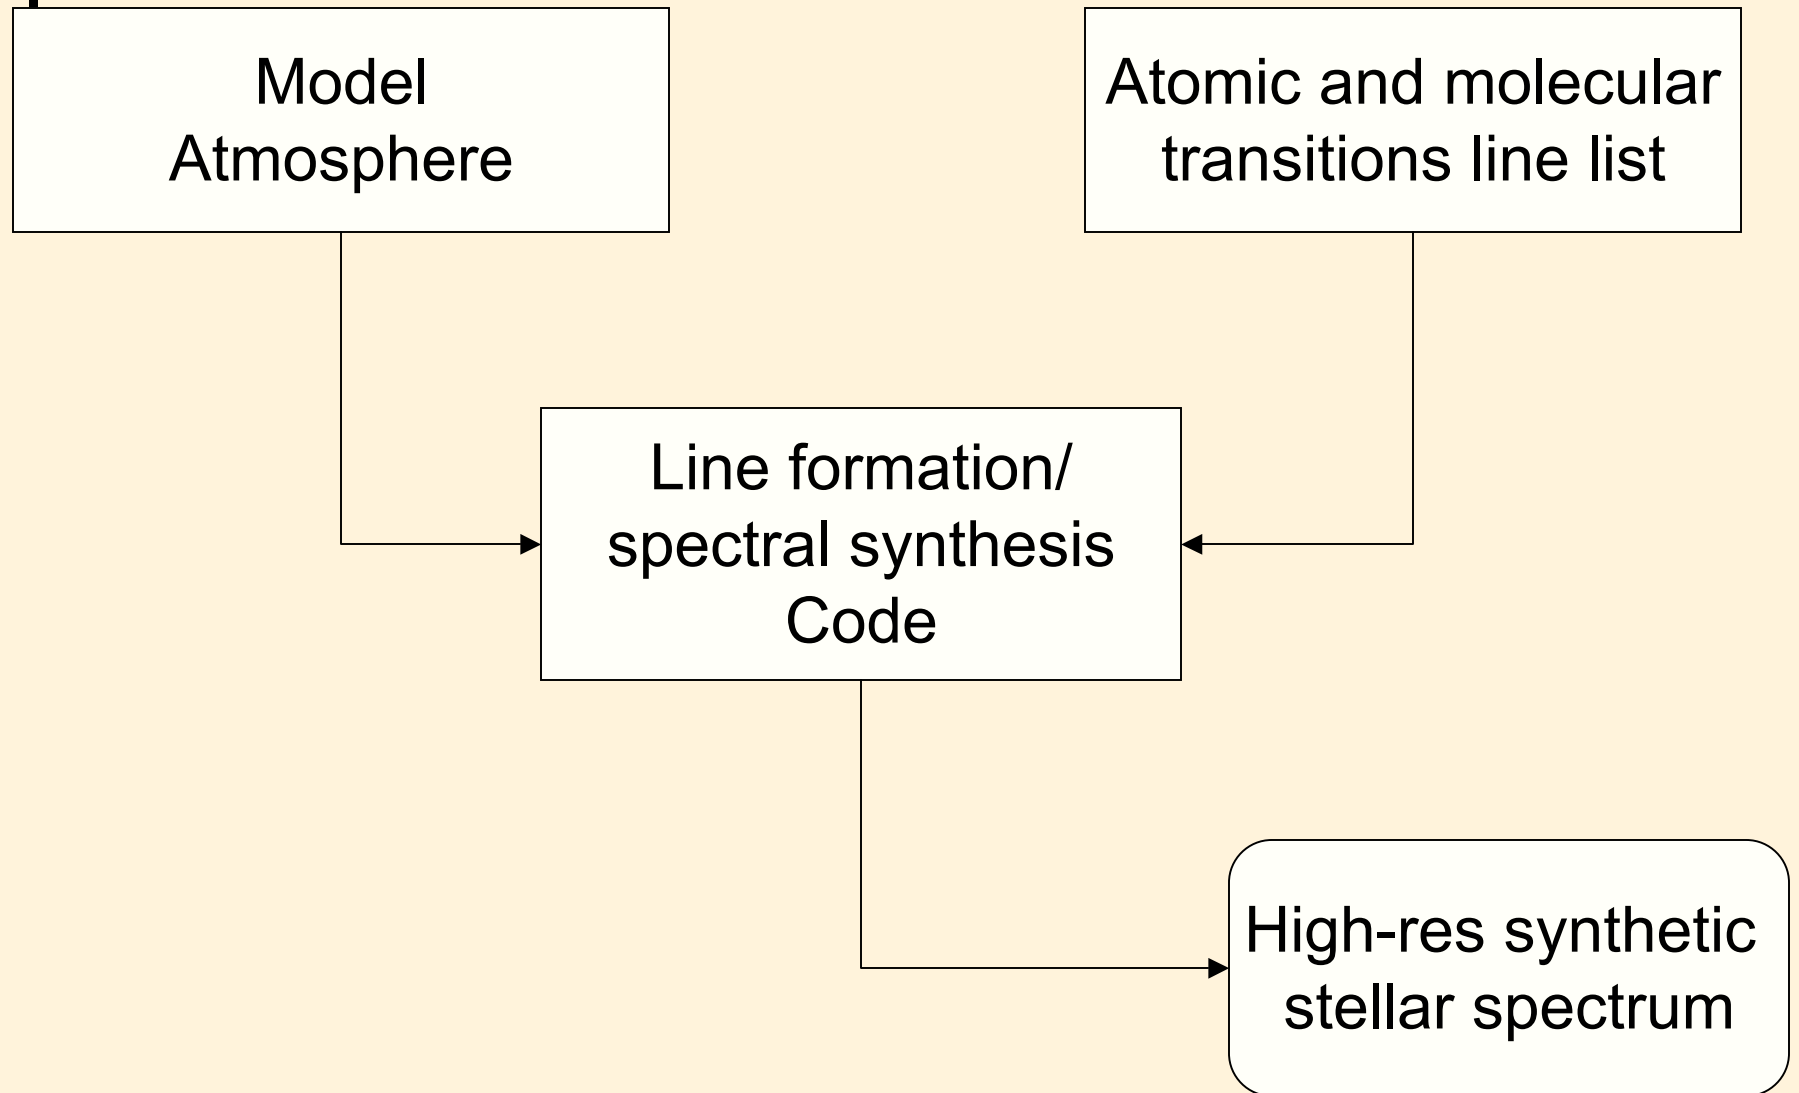 Model
Atmosphere
Atomic and molecular
transitions line list
Line formation/
spectral synthesis
Code
High-res synthetic
stellar spectrum